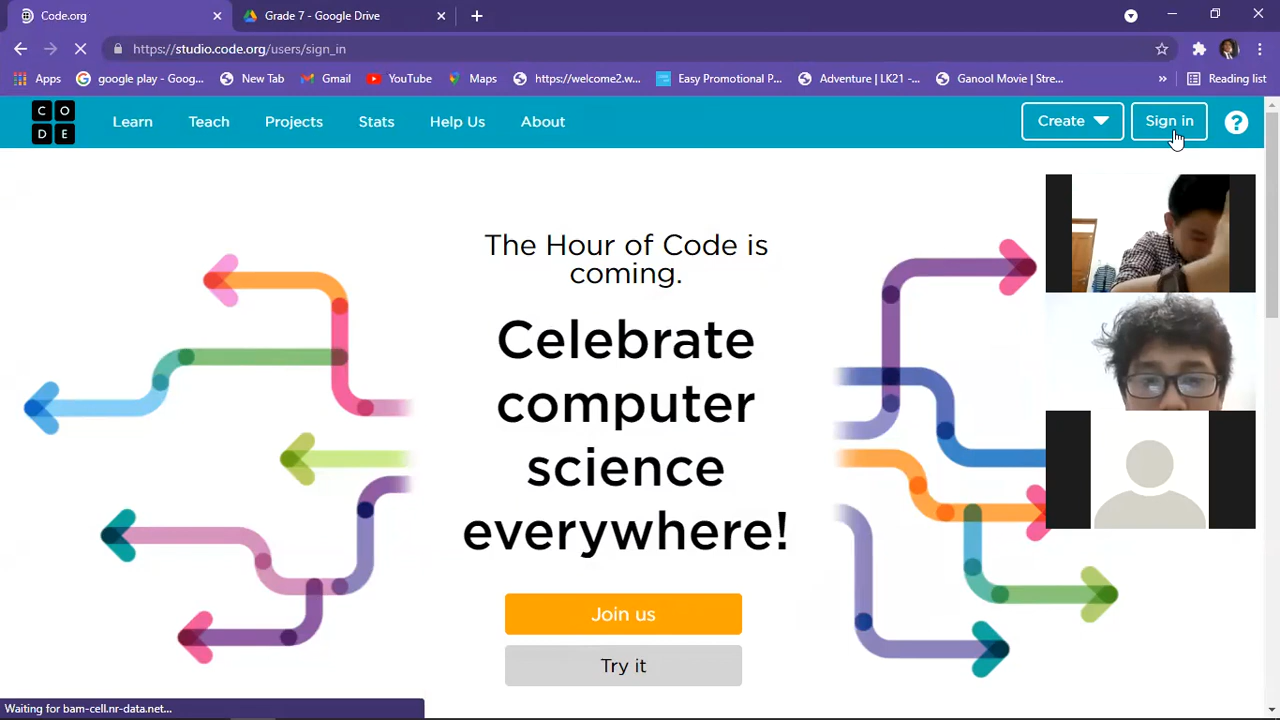 Code.org
Grade 7 - Google Drive
https://studio.code.org/users/sign_in
Apps
google play - Goog...
New Tab
Gmail
YouTube
Maps
https://welcome2.w...
Easy Promotional P...
Adventure | LK21 -...
Ganool Movie | Stre...
»
Reading list
C O
D E
Learn
Teach
Projects
Stats
Help Us
About
Create
Sign in
?
The Hour of Code is
coming.
Celebrate
computer
science
everywhere!
Join us
Try it
Waiting for bam-cell.nr-data.net...